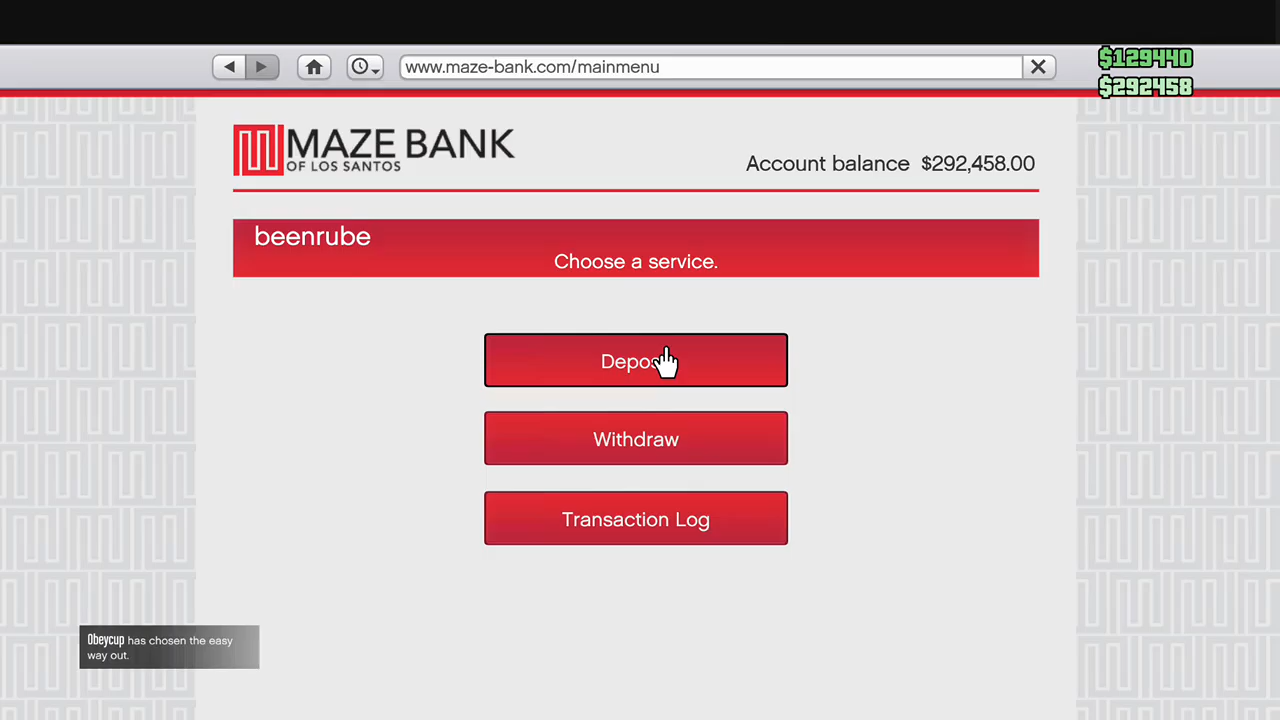 www.maze-bank.com/mainmenu
$129440
$292458
MAZE BANK
OF LOS SANTOS
Account balance $292,458.00
beenrube
Choose a service.
Depos
Withdraw
Transaction Log
Obeycup has chosen the easy
way out.